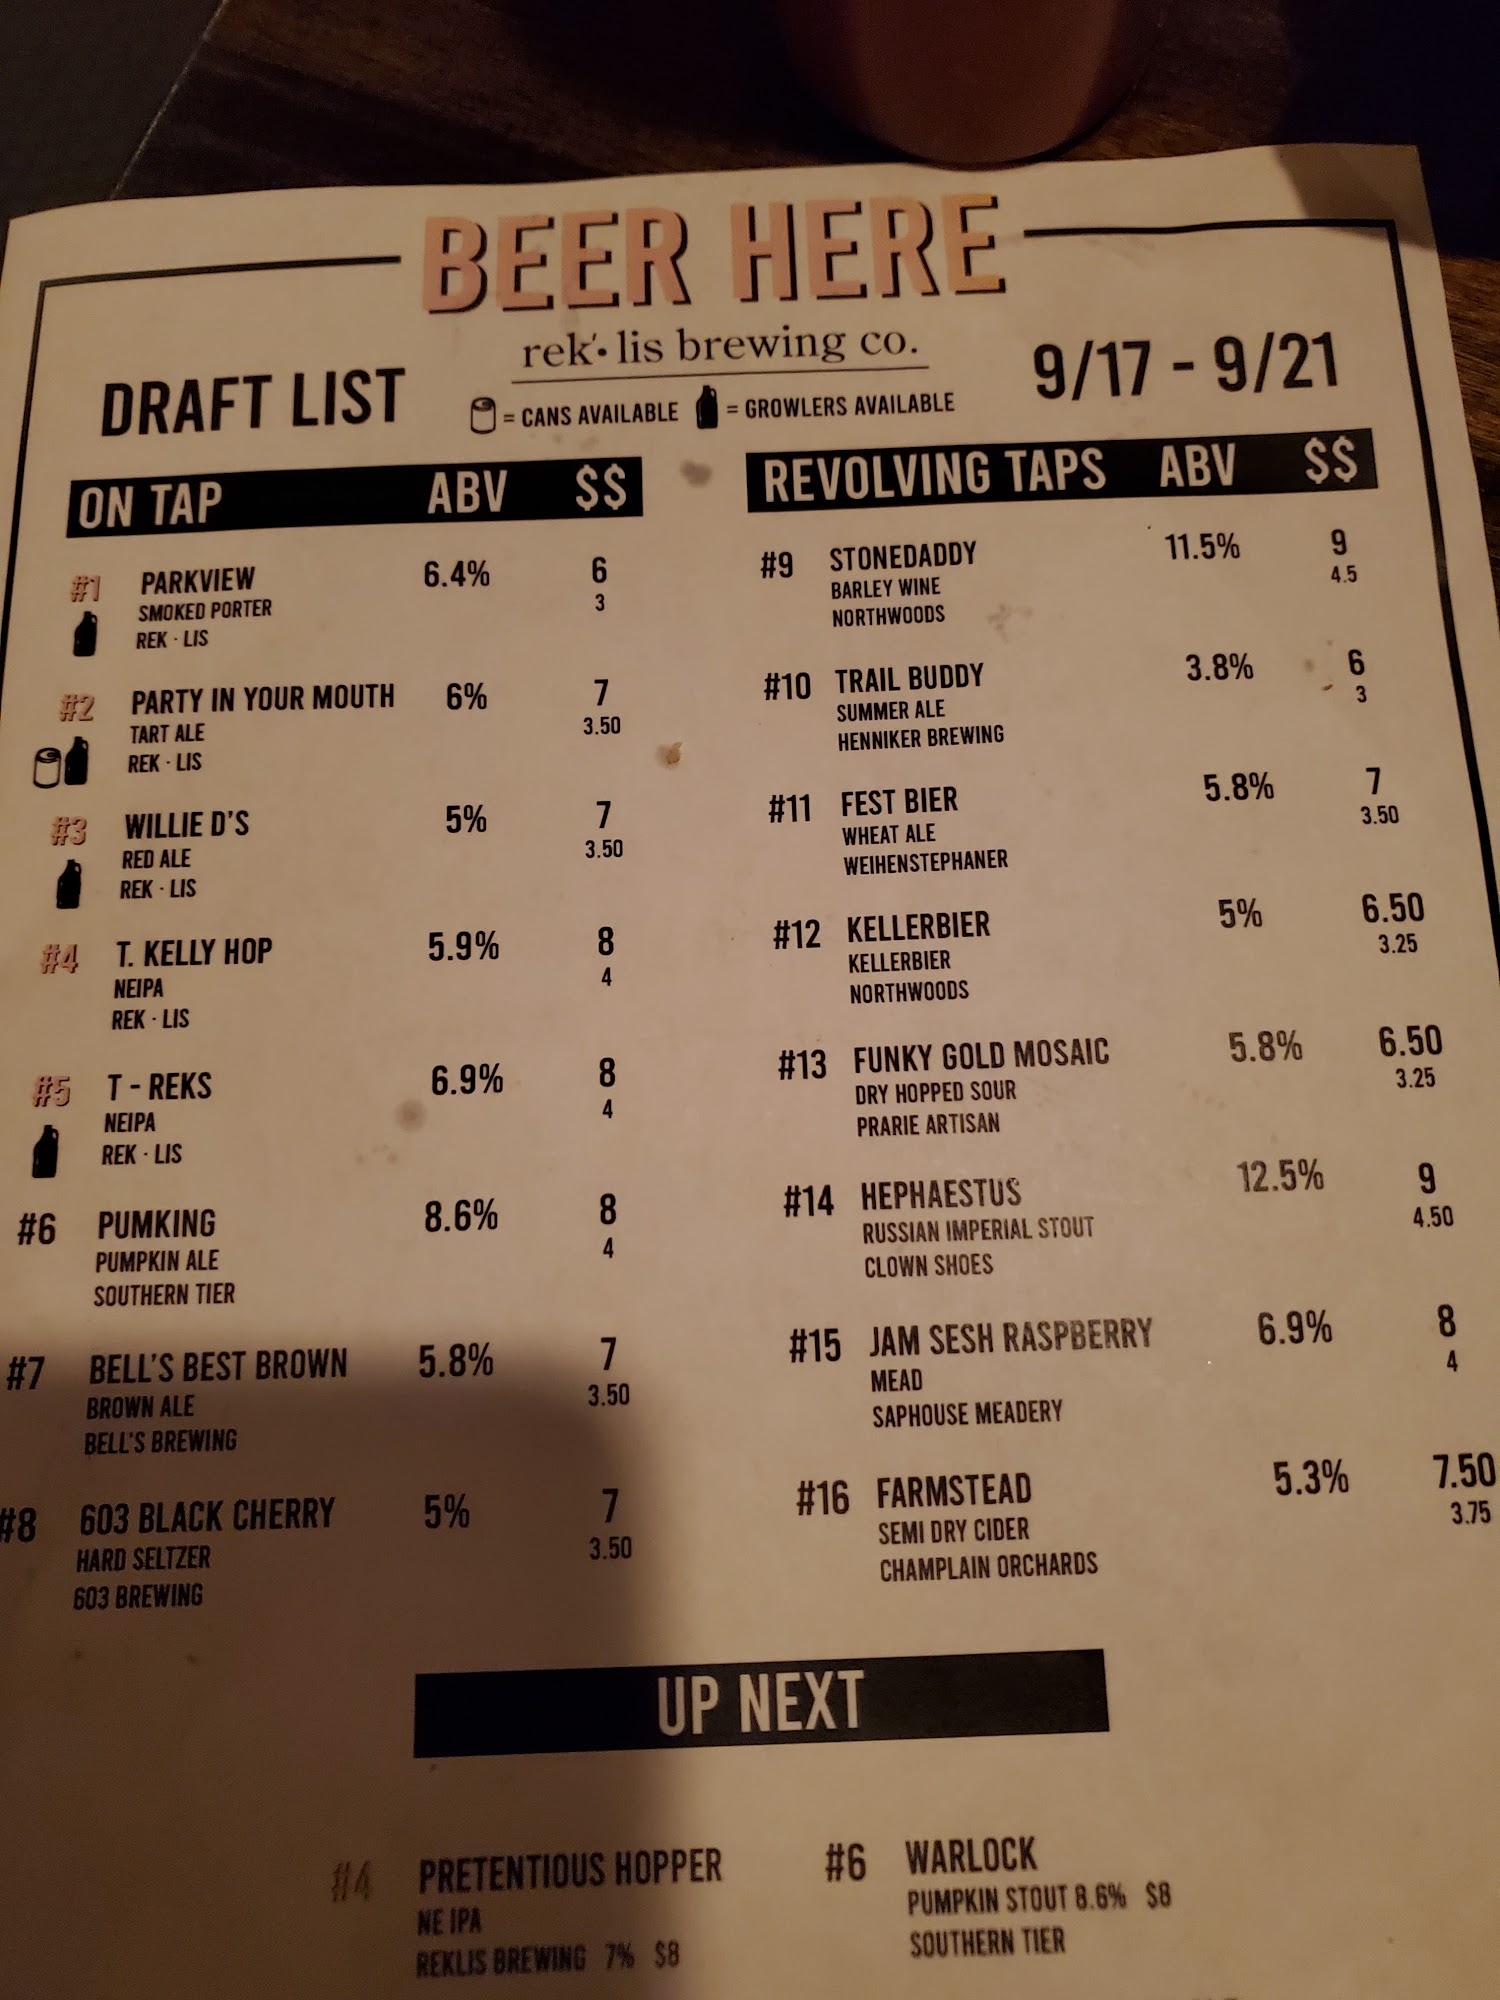 BEER HERE
rek'· lis brewing co.
DRAFT LIST
9/17 - 9/21
= CANS AVAILABLE = GROWLERS AVAILABLE
ON TAP ABV $$
#1 PARKVIEW 6.4% 6
SMOKED PORTER 3
REK · LIS
#2 PARTY IN YOUR MOUTH 6% 7
TART ALE 3.50
REK · LIS
#3 WILLIE D'S 5% 7
RED ALE 3.50
REK · LIS
#4 T. KELLY HOP 5.9% 8
NEIPA 4
REK · LIS
#5 T - REKS 6.9% 8
NEIPA 4
REK · LIS
#6 PUMKING 8.6% 8
PUMPKIN ALE 4
SOUTHERN TIER
#7 BELL'S BEST BROWN 5.8% 7
BROWN ALE 3.50
BELL'S BREWING
#8 603 BLACK CHERRY 5% 7
HARD SELTZER 3.50
603 BREWING
REVOLVING TAPS ABV $$
#9 STONEDADDY 11.5% 9
BARLEY WINE 4.5
NORTHWOODS
#10 TRAIL BUDDY 3.8% 6
SUMMER ALE 3
HENNIKER BREWING
#11 FEST BIER 5.8% 7
WHEAT ALE 3.50
WEIHENSTEPHANER
#12 KELLERBIER 5% 6.50
KELLERBIER 3.25
NORTHWOODS
#13 FUNKY GOLD MOSAIC 5.8% 6.50
DRY HOPPED SOUR 3.25
PRARIE ARTISAN
#14 HEPHAESTUS 12.5% 9
RUSSIAN IMPERIAL STOUT 4.50
CLOWN SHOES
#15 JAM SESH RASPBERRY 6.9% 8
MEAD 4
SAPHOUSE MEADERY
#16 FARMSTEAD 5.3% 7.50
SEMI DRY CIDER 3.75
CHAMPLAIN ORCHARDS
UP NEXT
#4 PRETENTIOUS HOPPER
NE IPA
REKLIS BREWING 7% $8
#6 WARLOCK
PUMPKIN STOUT 8.6% $8
SOUTHERN TIER